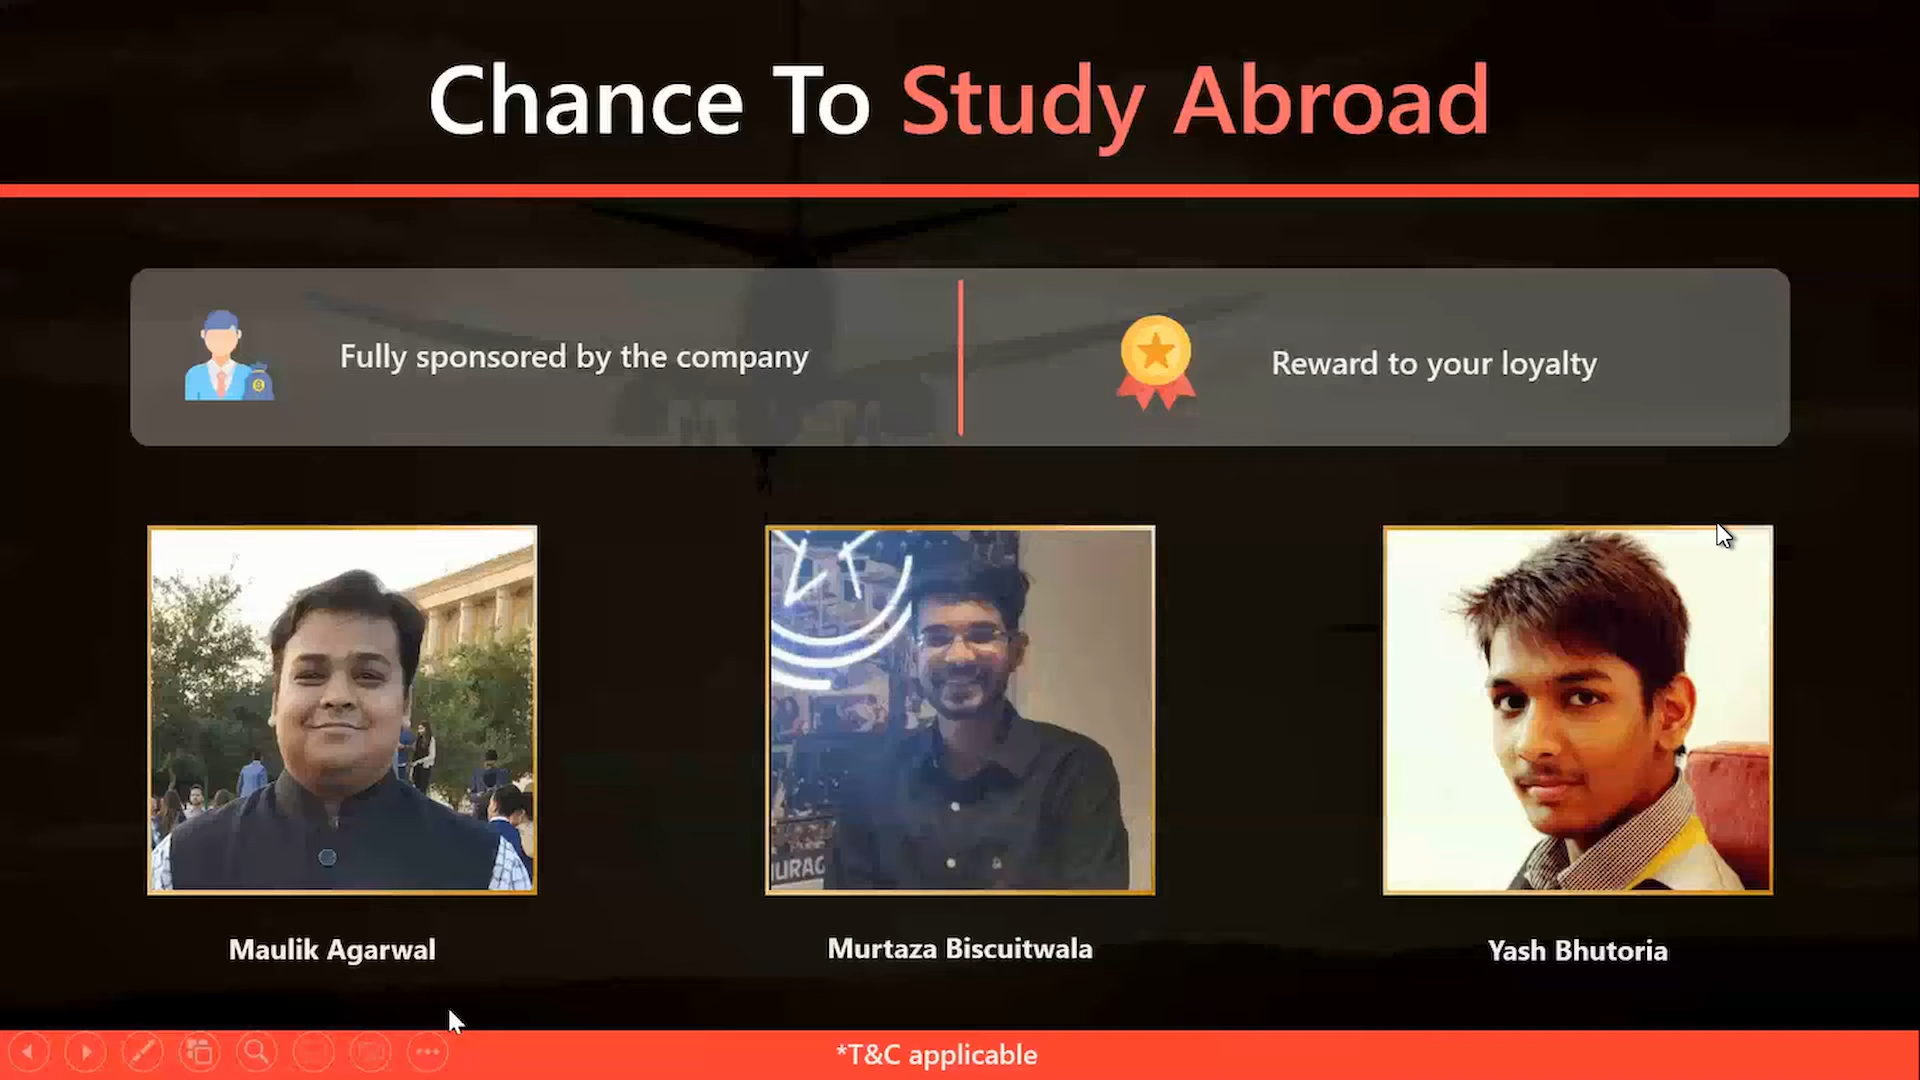 Chance To Study Abroad
Fully sponsored by the company
Reward to your loyalty
URAG
Maulik Agarwal
Murtaza Biscuitwala
Yash Bhutoria
*T&C applicable